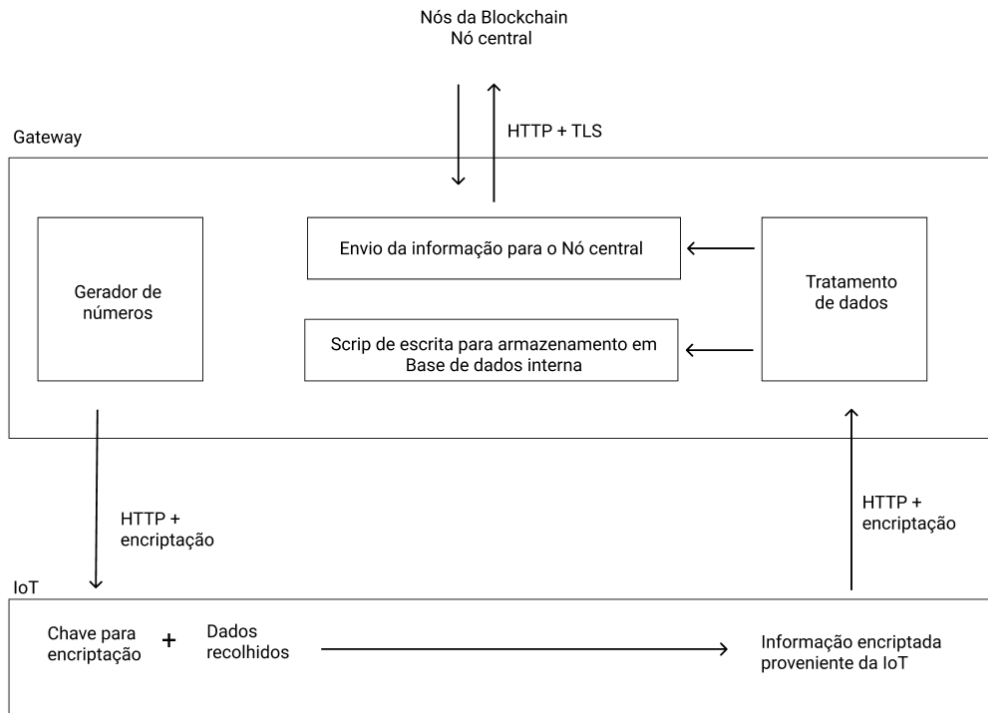 Nós da Blockchain
Nó central
HTTP + TLS
Gateway
Gerador de
números
Envio da informação para o Nó central
Scrip de escrita para armazenamento em
Base de dados interna
Tratamento
de dados
HTTP +
encriptação
HTTP +
encriptação
IoT
Chave para
encriptação
+
Dados
recolhidos
Informação encriptada
proveniente da IoT